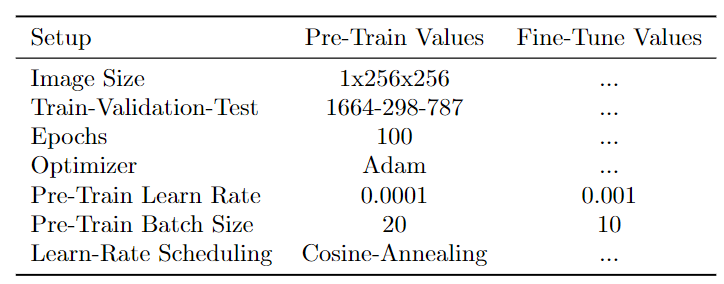 Setup Pre-Train Values Fine-Tune Values
Image Size 1x256x256 ...
Train-Validation-Test 1664-298-787 ...
Epochs 100 ...
Optimizer Adam ...
Pre-Train Learn Rate 0.0001 0.001
Pre-Train Batch Size 20 10
Learn-Rate Scheduling Cosine-Annealing ...